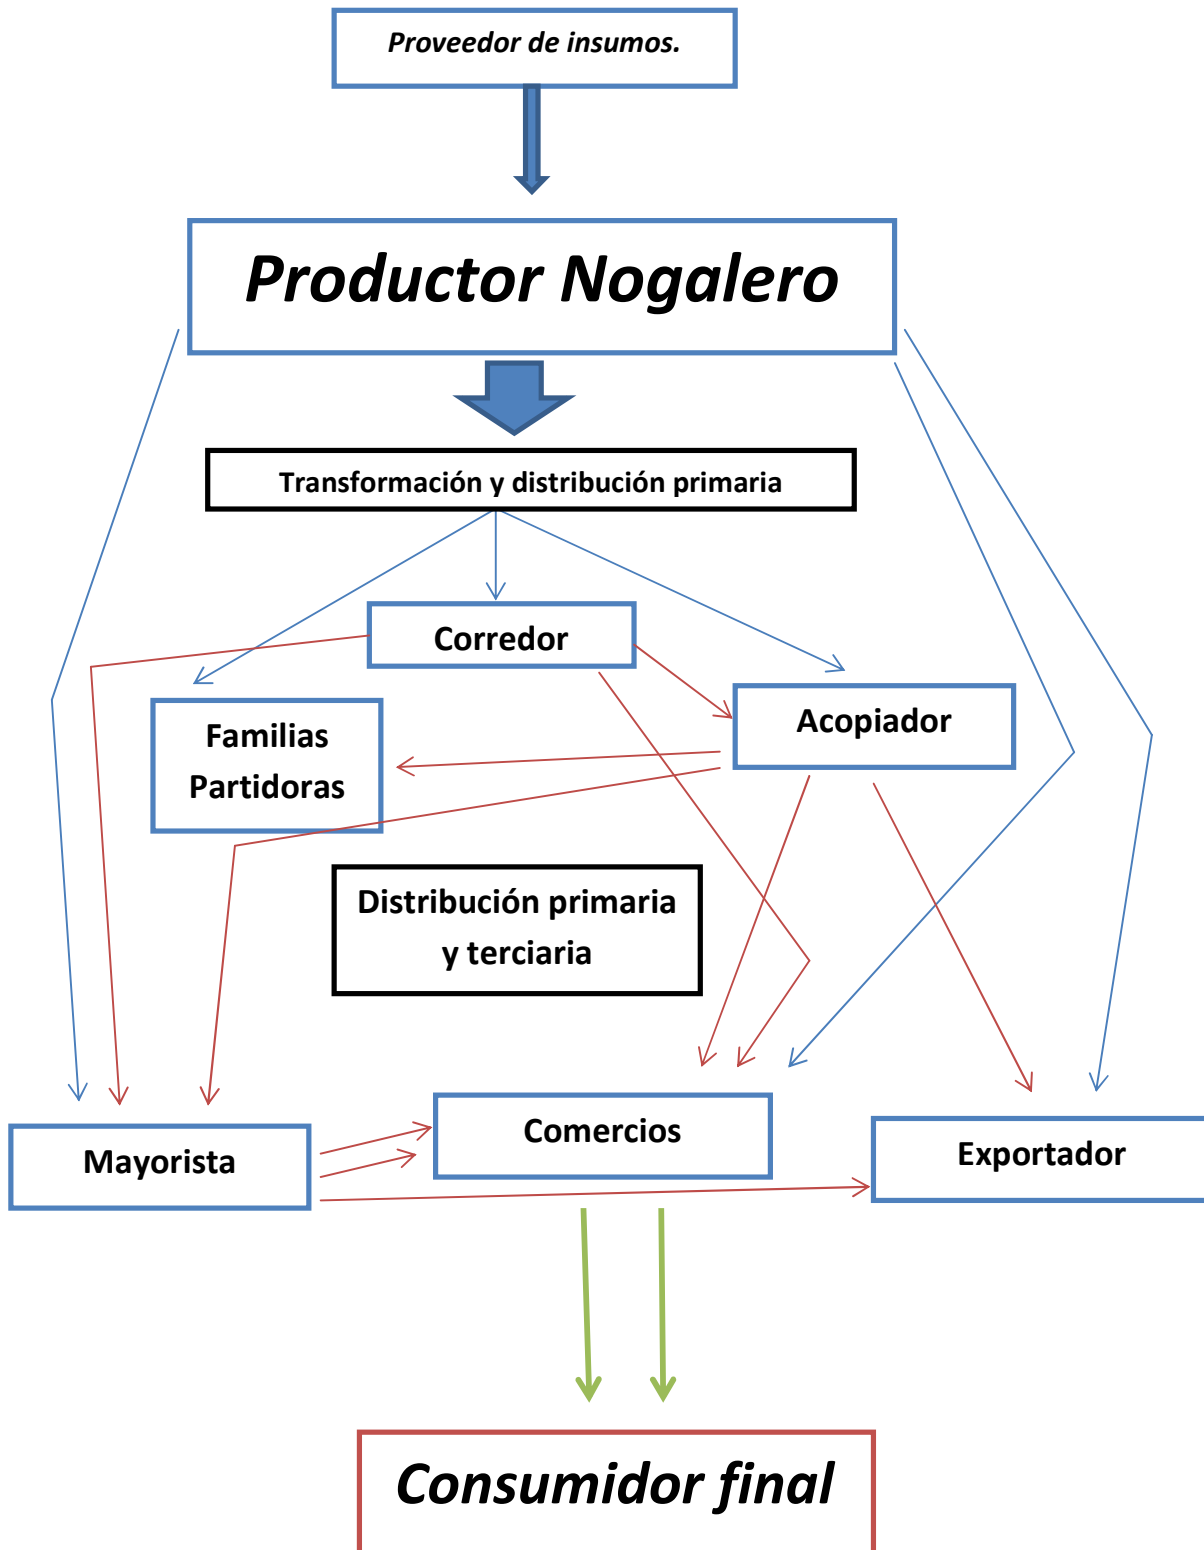 Proveedor de insumos.
Productor Nogalero
Transformación y distribución primaria
Corredor
Acopiador
Familias
Partidoras
Distribución primaria
y terciaria
Comercios
Mayorista
Exportador
Consumidor final